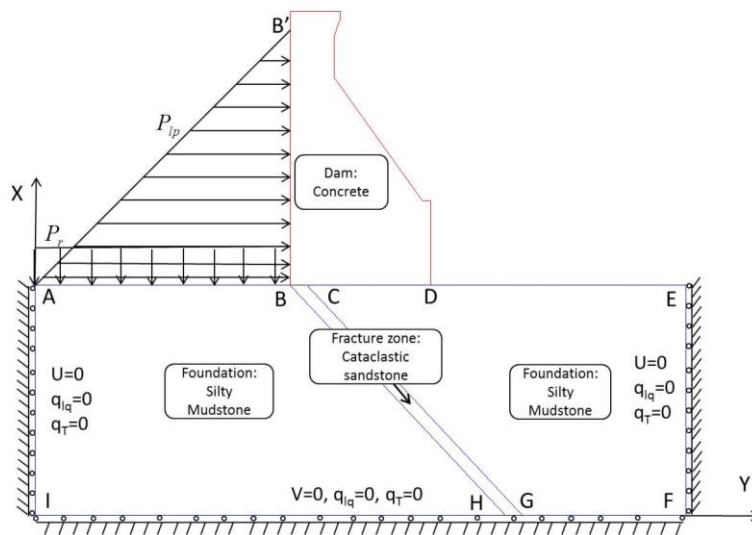 B'
P_lp
Dam:
Concrete
X
P_r
A
B
C
D
E
Fracture zone:
Cataclastic
sandstone
U=0
q_lq=0
q_T=0
Foundation:
Silty
Mudstone
Foundation:
Silty
Mudstone
U=0
q_lq=0
q_T=0
V=0, q_lq=0, q_T=0
I
H
G
F
Y